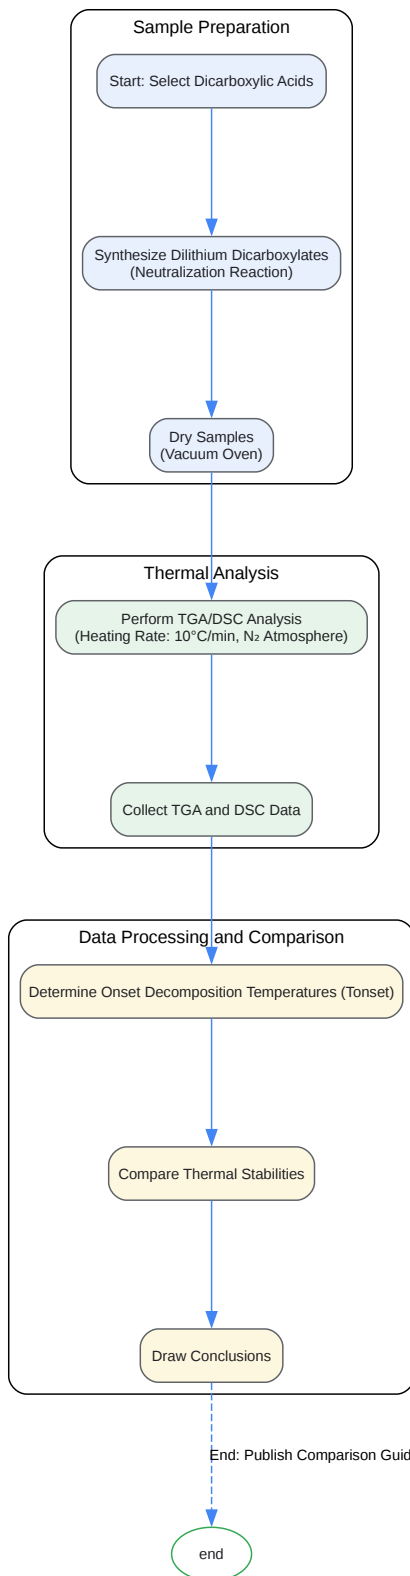 Sample Preparation
Start: Select Dicarboxylic Acids
Synthesize Dilithium Dicarboxylates
(Neutralization Reaction)
Dry Samples
(Vacuum Oven)
Thermal Analysis
Perform TGA/DSC Analysis
(Heating Rate: 10°C/min, N₂ Atmosphere)
Collect TGA and DSC Data
Data Processing and Comparison
Determine Onset Decomposition Temperatures (Tonset)
Compare Thermal Stabilities
Draw Conclusions
End: Publish Comparison Guid
end